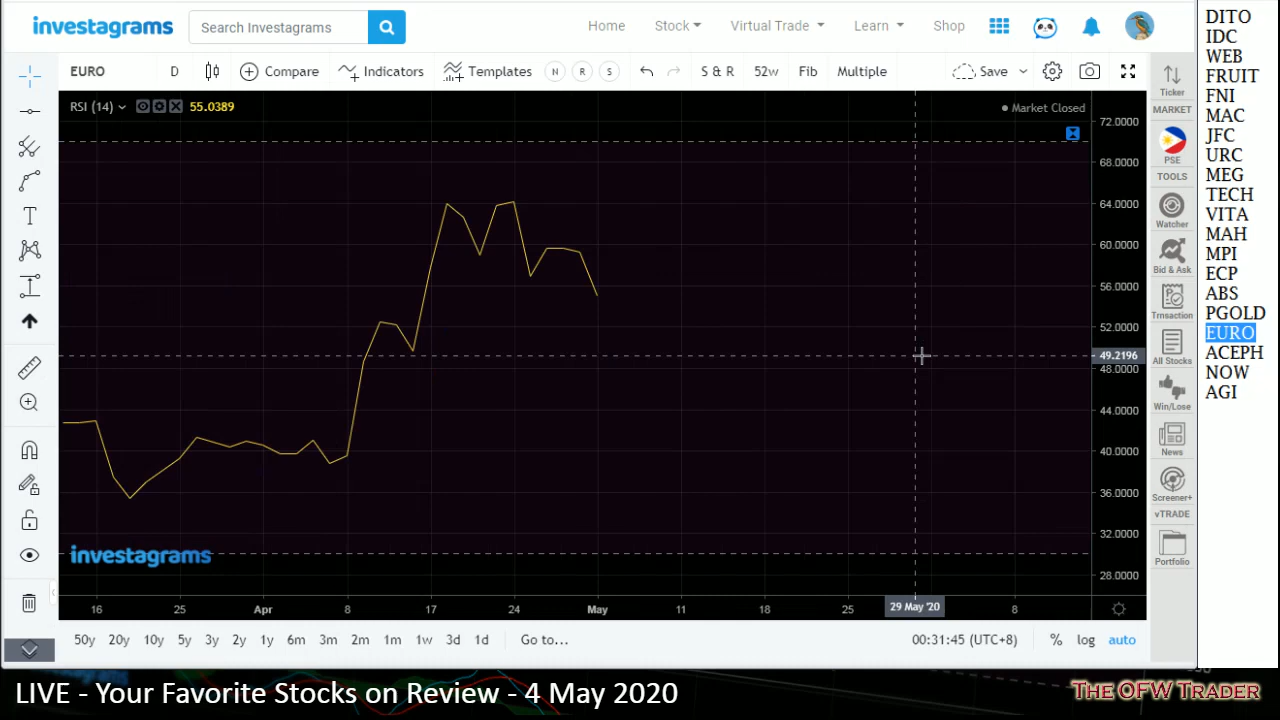 investagrams
Search Investagrams
Home
Stock
Virtual Trade
Learn
Shop
EURO
D
Compare
Indicators
Templates
N
R
S
S & R
52w
Fib
Multiple
Save
RSI (14)
55.0389
Market Closed
72.0000
68.0000
64.0000
60.0000
56.0000
52.0000
49.2196
48.0000
44.0000
40.0000
36.0000
32.0000
28.0000
investagrams
16
25
Apr
8
17
24
May
11
18
25
29 May '20
8
50y
20y
10y
5y
3y
2y
1y
6m
3m
2m
1m
1w
3d
1d
Go to...
00:31:45 (UTC+8)
%
log
auto
Ticker
MARKET
PSE
TOOLS
Watcher
Bid & Ask
Trnsaction
All Stocks
Win/Lose
News
Screener+
vTRADE
Portfolio
DITO
IDC
WEB
FRUIT
FNI
MAC
JFC
URC
MEG
TECH
VITA
MAH
MPI
ECP
ABS
PGOLD
EURO
ACEPH
NOW
AGI
LIVE - Your Favorite Stocks on Review - 4 May 2020
THE OFW TRADER